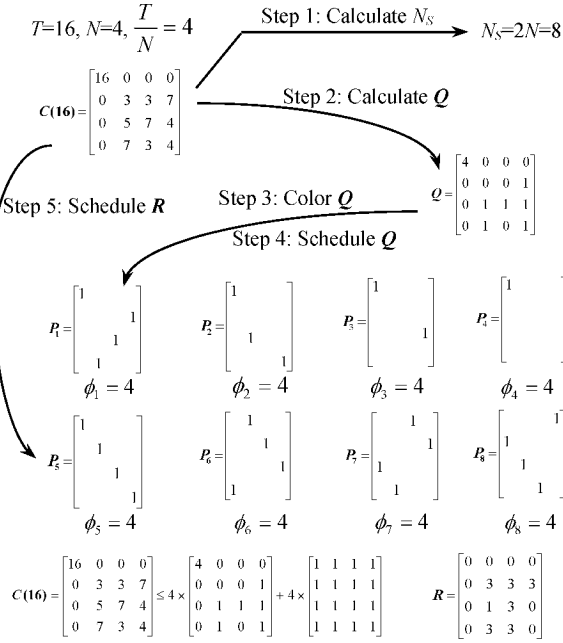 T=16, N=4, T/N = 4
Step 1: Calculate N_S
N_S=2N=8
C(16)= [16 0 0 0; 0 3 3 7; 0 5 7 4; 0 7 3 4]
Step 2: Calculate Q
Q= [4 0 0 0; 0 0 0 1; 0 1 1 1; 0 1 0 1]
Step 5: Schedule R
Step 3: Color Q
Step 4: Schedule Q
P_1= [1; 1; 1; 1]
P_2= [1; 1; 1]
P_3= [1; 1]
P_4= [1]
ϕ_1 = 4
ϕ_2 = 4
ϕ_3 = 4
ϕ_4 = 4
P_5= [1; 1; 1; 1]
P_6= [1; 1; 1; 1]
P_7= [1; 1; 1; 1]
P_8= [1; 1; 1; 1]
ϕ_5 = 4
ϕ_6 = 4
ϕ_7 = 4
ϕ_8 = 4
C(16)= [16 0 0 0; 0 3 3 7; 0 5 7 4; 0 7 3 4] ≤ 4× [4 0 0 0; 0 0 0 1; 0 1 1 1; 0 1 0 1] + 4× [1 1 1 1; 1 1 1 1; 1 1 1 1; 1 1 1 1]
R= [0 0 0 0; 0 3 3 3; 0 1 3 0; 0 3 3 0]